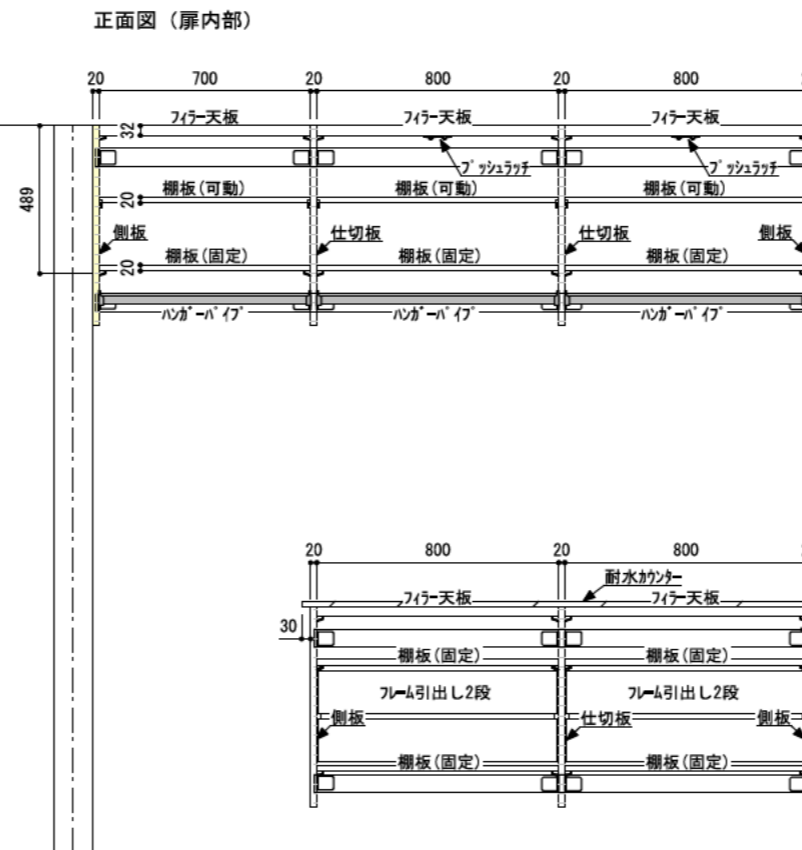 正面図（扉内部）
20 700 20 800 20 800
ﾌｨﾗｰ天板 ﾌｨﾗｰ天板 ﾌｨﾗｰ天板
32
ﾌﾟｯｼｭﾗｯﾁ ﾌﾟｯｼｭﾗｯﾁ
489
棚板(可動) 棚板(可動) 棚板(可動)
20
側板 仕切板 仕切板 側板
棚板(固定) 棚板(固定) 棚板(固定)
20
ﾊﾝｶﾞｰﾊﾟｲﾌﾟ ﾊﾝｶﾞｰﾊﾟｲﾌﾟ ﾊﾝｶﾞｰﾊﾟｲﾌﾟ
20 800 20 800
耐水ｶｳﾝﾀｰ
ﾌｨﾗｰ天板 ﾌｨﾗｰ天板
30
棚板(固定) 棚板(固定)
ﾌﾚｰﾑ引出し2段 ﾌﾚｰﾑ引出し2段
側板 仕切板 側板
棚板(固定) 棚板(固定)